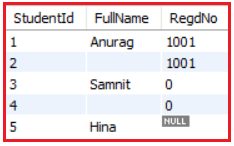 StudentId FullName RegdNo
1 Anurag 1001
2 1001
3 Samnit 0
4 0
5 Hina NULL